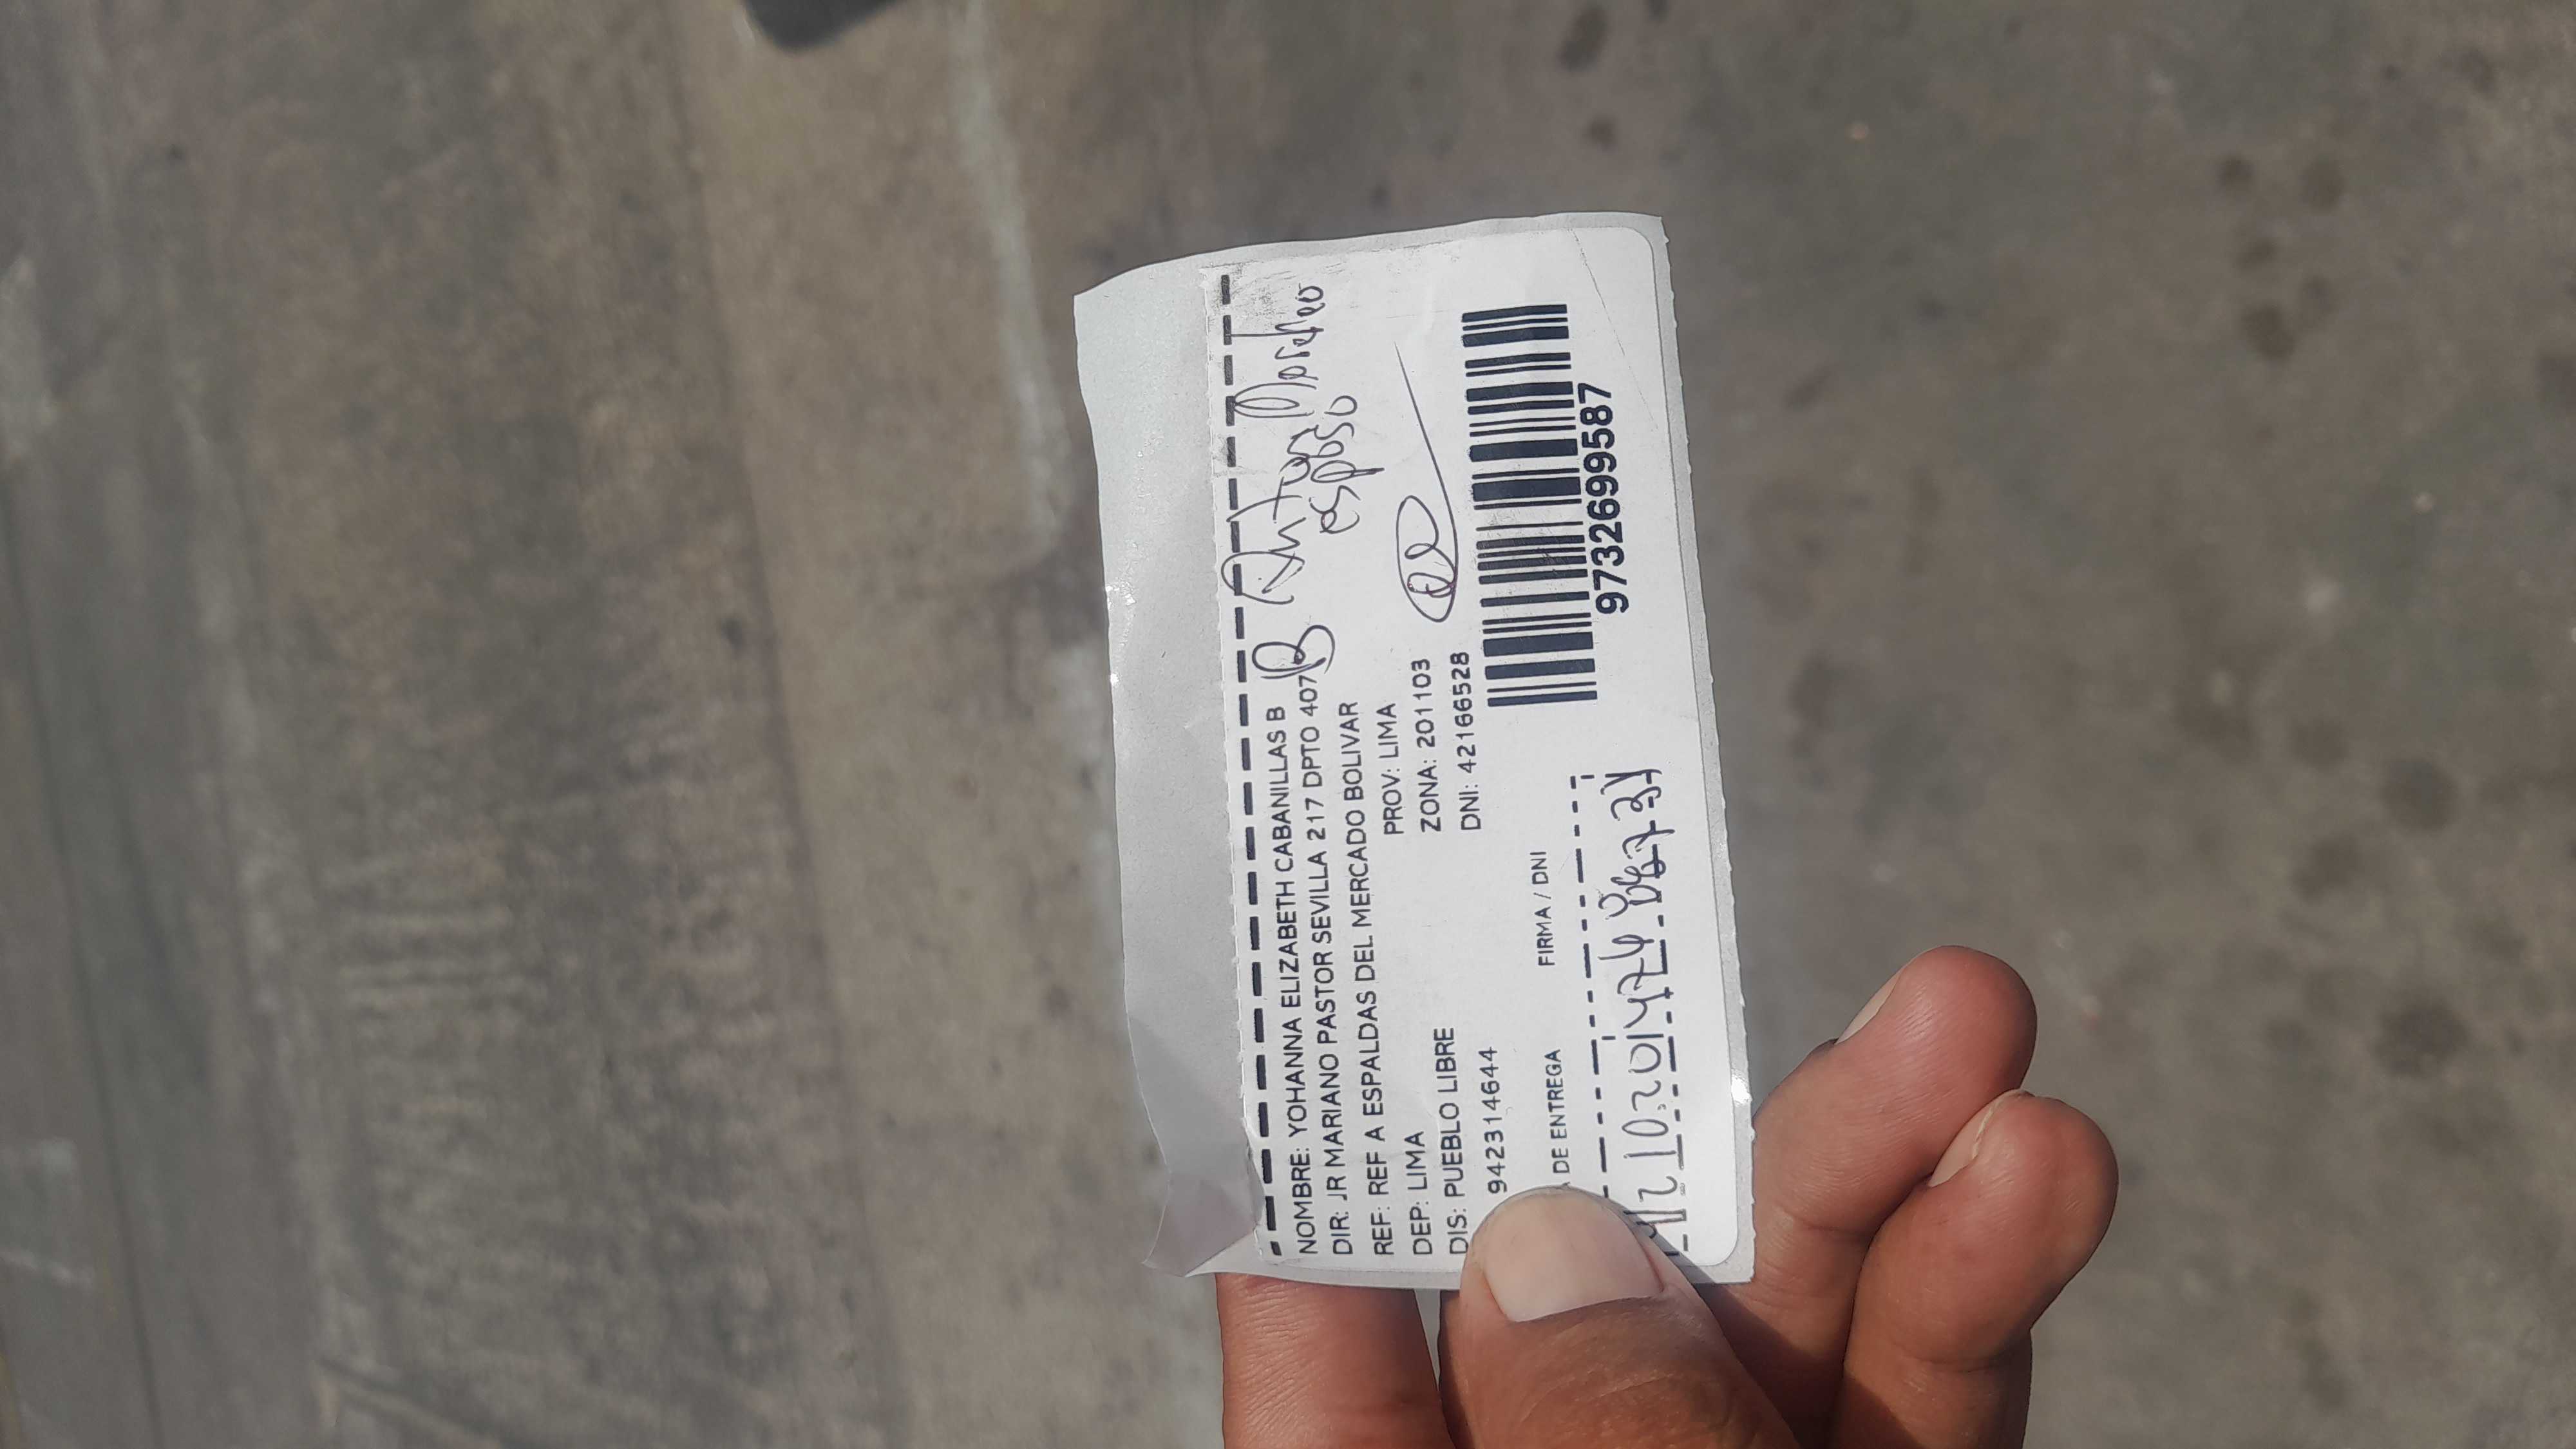 NOMBRE: YOHANNA ELIZABETH CABANILLAS B
DIR: JR MARIANO PASTOR SEVILLA 217 DPTO 407
REF: REF A ESPALDAS DEL MERCADO BOLIVAR
DEP: LIMA PROV: LIMA
DIS: PUEBLO LIBRE ZONA: 201103
942314644 DNI: 42166528
esposo
DE ENTREGA FIRMA / DNI
973269699587